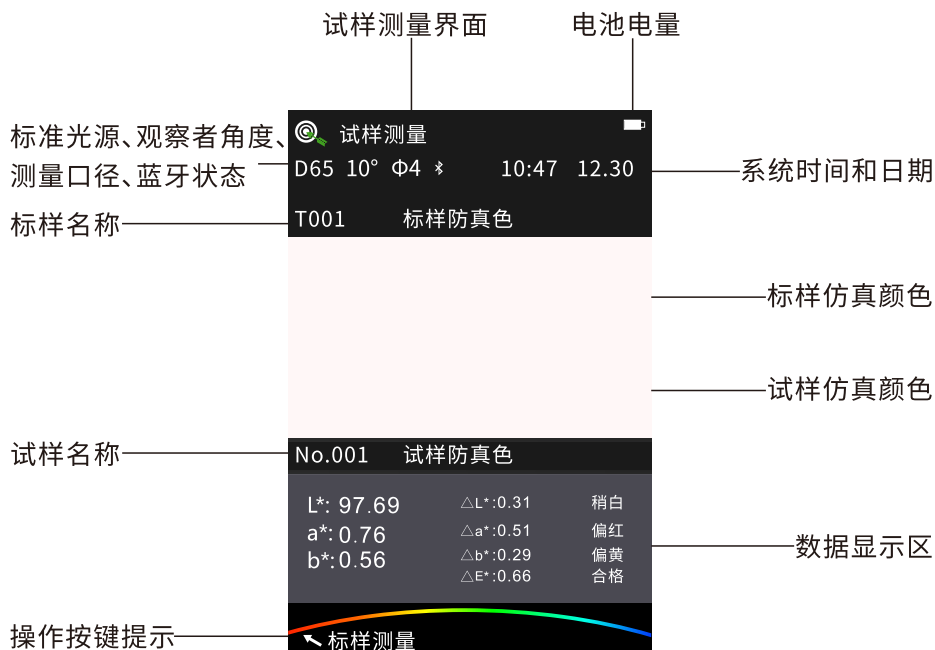 试样测量界面
电池电量
标准光源、观察者角度、
测量口径、蓝牙状态
试样测量
D65 10° Φ4 10:47 12.30
系统时间和日期
标样名称
T001 标样防真色
标样仿真颜色
试样仿真颜色
试样名称
No.001 试样防真色
L*: 97.69 △L*:0.31 稍白
a*: 0.76 △a*:0.51 偏红
b*: 0.56 △b*:0.29 偏黄
△E*:0.66 合格
数据显示区
操作按键提示
标样测量